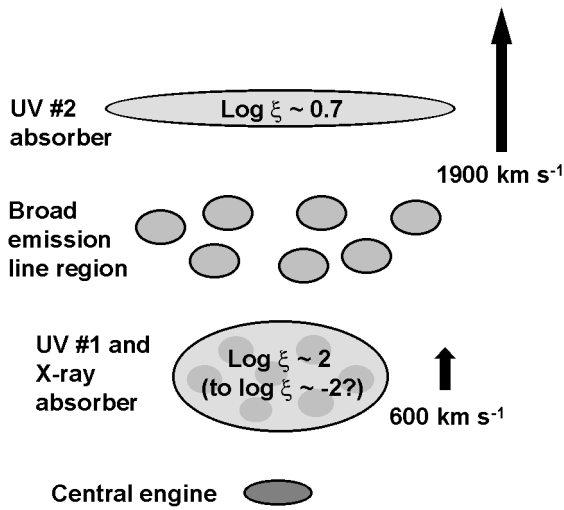 UV #2
absorber
Log ξ ~ 0.7
1900 km s⁻¹
Broad
emission
line region
UV #1 and
X-ray
absorber
Log ξ ~ 2
(to log ξ ~ -2?)
600 km s⁻¹
Central engine